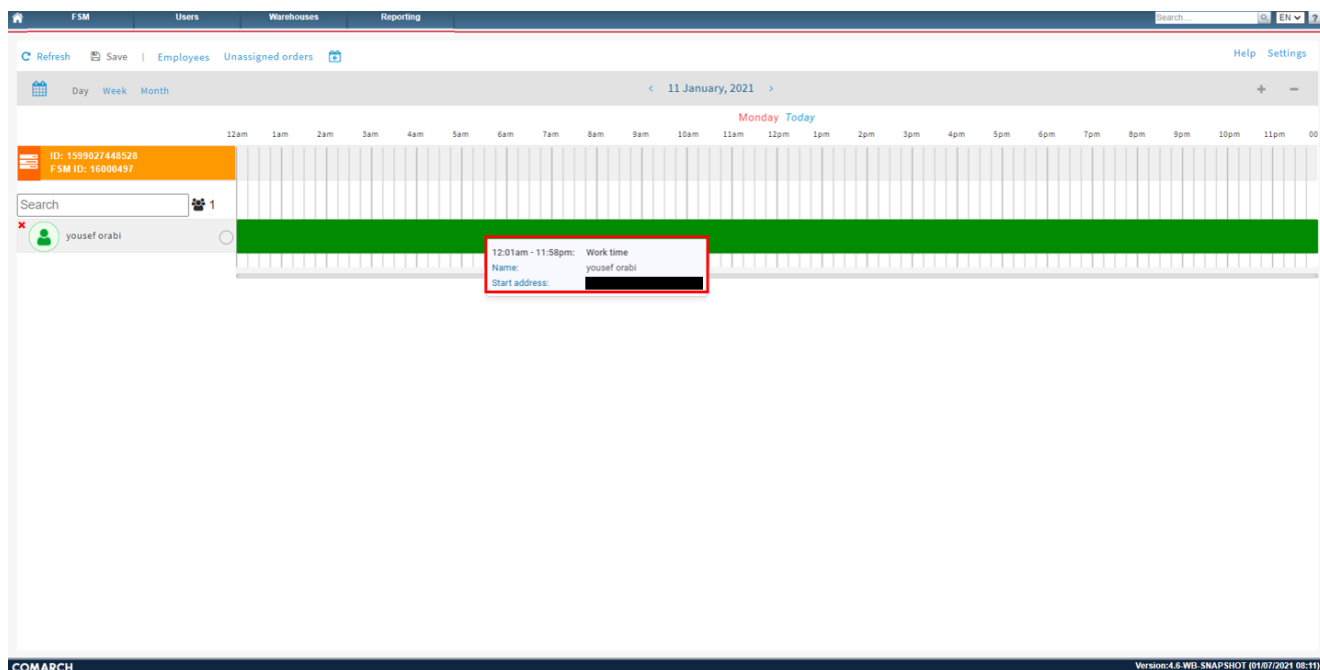 FSM Users Warehouses Reporting Search... EN ?
Refresh Save | Employees Unassigned orders Help Settings
Day Week Month < 11 January, 2021 > + -
Monday Today
12am 1am 2am 3am 4am 5am 6am 7am 8am 9am 10am 11am 12pm 1pm 2pm 3pm 4pm 5pm 6pm 7pm 8pm 9pm 10pm 11pm 00
ID: 1599027448528
FSM ID: 16000497
Search 1
yousef orabi
12:01am - 11:58pm: Work time
Name: yousef orabi
Start address:
COMARCH Version:4.6-WB-SNAPSHOT (01/07/2021 08:11)